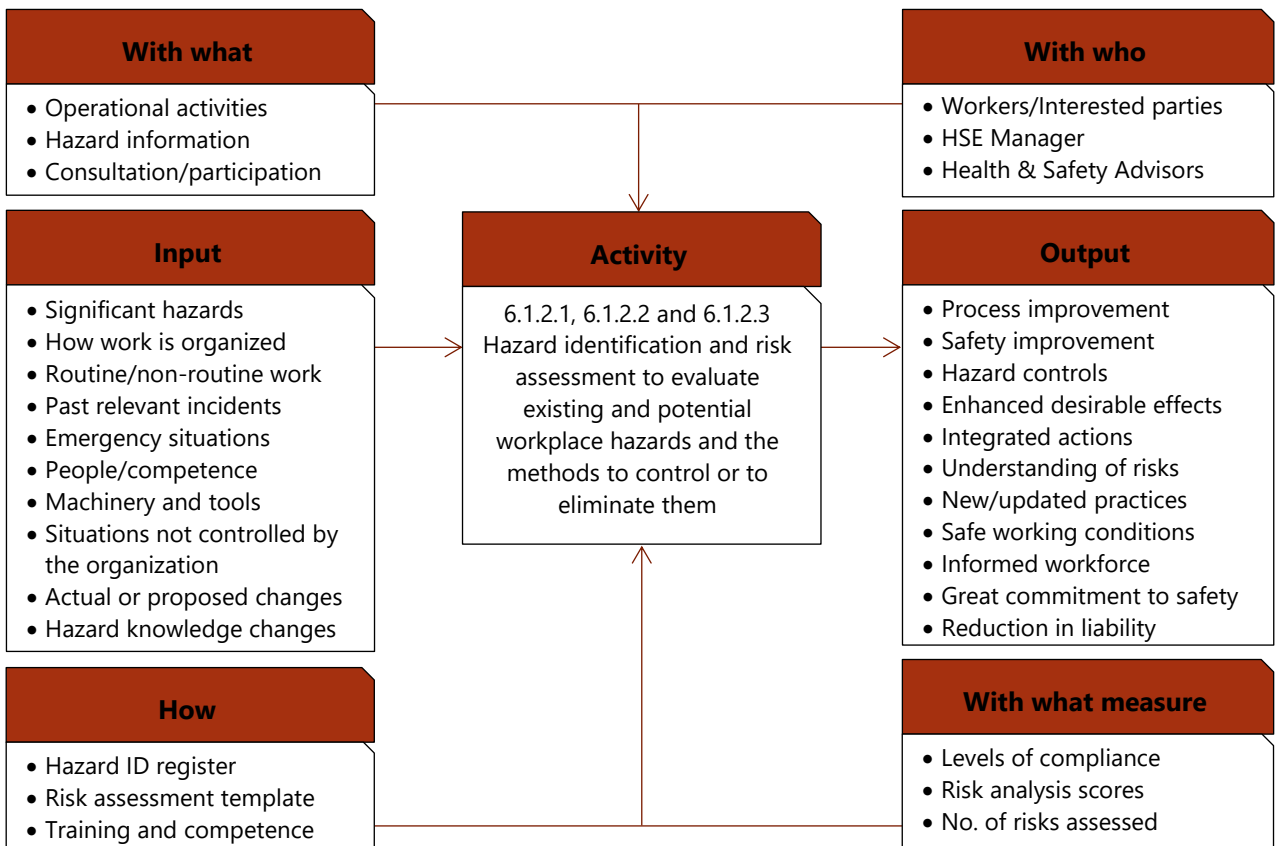 With what
• Operational activities
• Hazard information
• Consultation/participation
With who
• Workers/Interested parties
• HSE Manager
• Health & Safety Advisors
Input
• Significant hazards
• How work is organized
• Routine/non-routine work
• Past relevant incidents
• Emergency situations
• People/competence
• Machinery and tools
• Situations not controlled by
the organization
• Actual or proposed changes
• Hazard knowledge changes
Activity
6.1.2.1, 6.1.2.2 and 6.1.2.3
Hazard identification and risk
assessment to evaluate
existing and potential
workplace hazards and the
methods to control or to
eliminate them
Output
• Process improvement
• Safety improvement
• Hazard controls
• Enhanced desirable effects
• Integrated actions
• Understanding of risks
• New/updated practices
• Safe working conditions
• Informed workforce
• Great commitment to safety
• Reduction in liability
How
• Hazard ID register
• Risk assessment template
• Training and competence
With what measure
• Levels of compliance
• Risk analysis scores
• No. of risks assessed